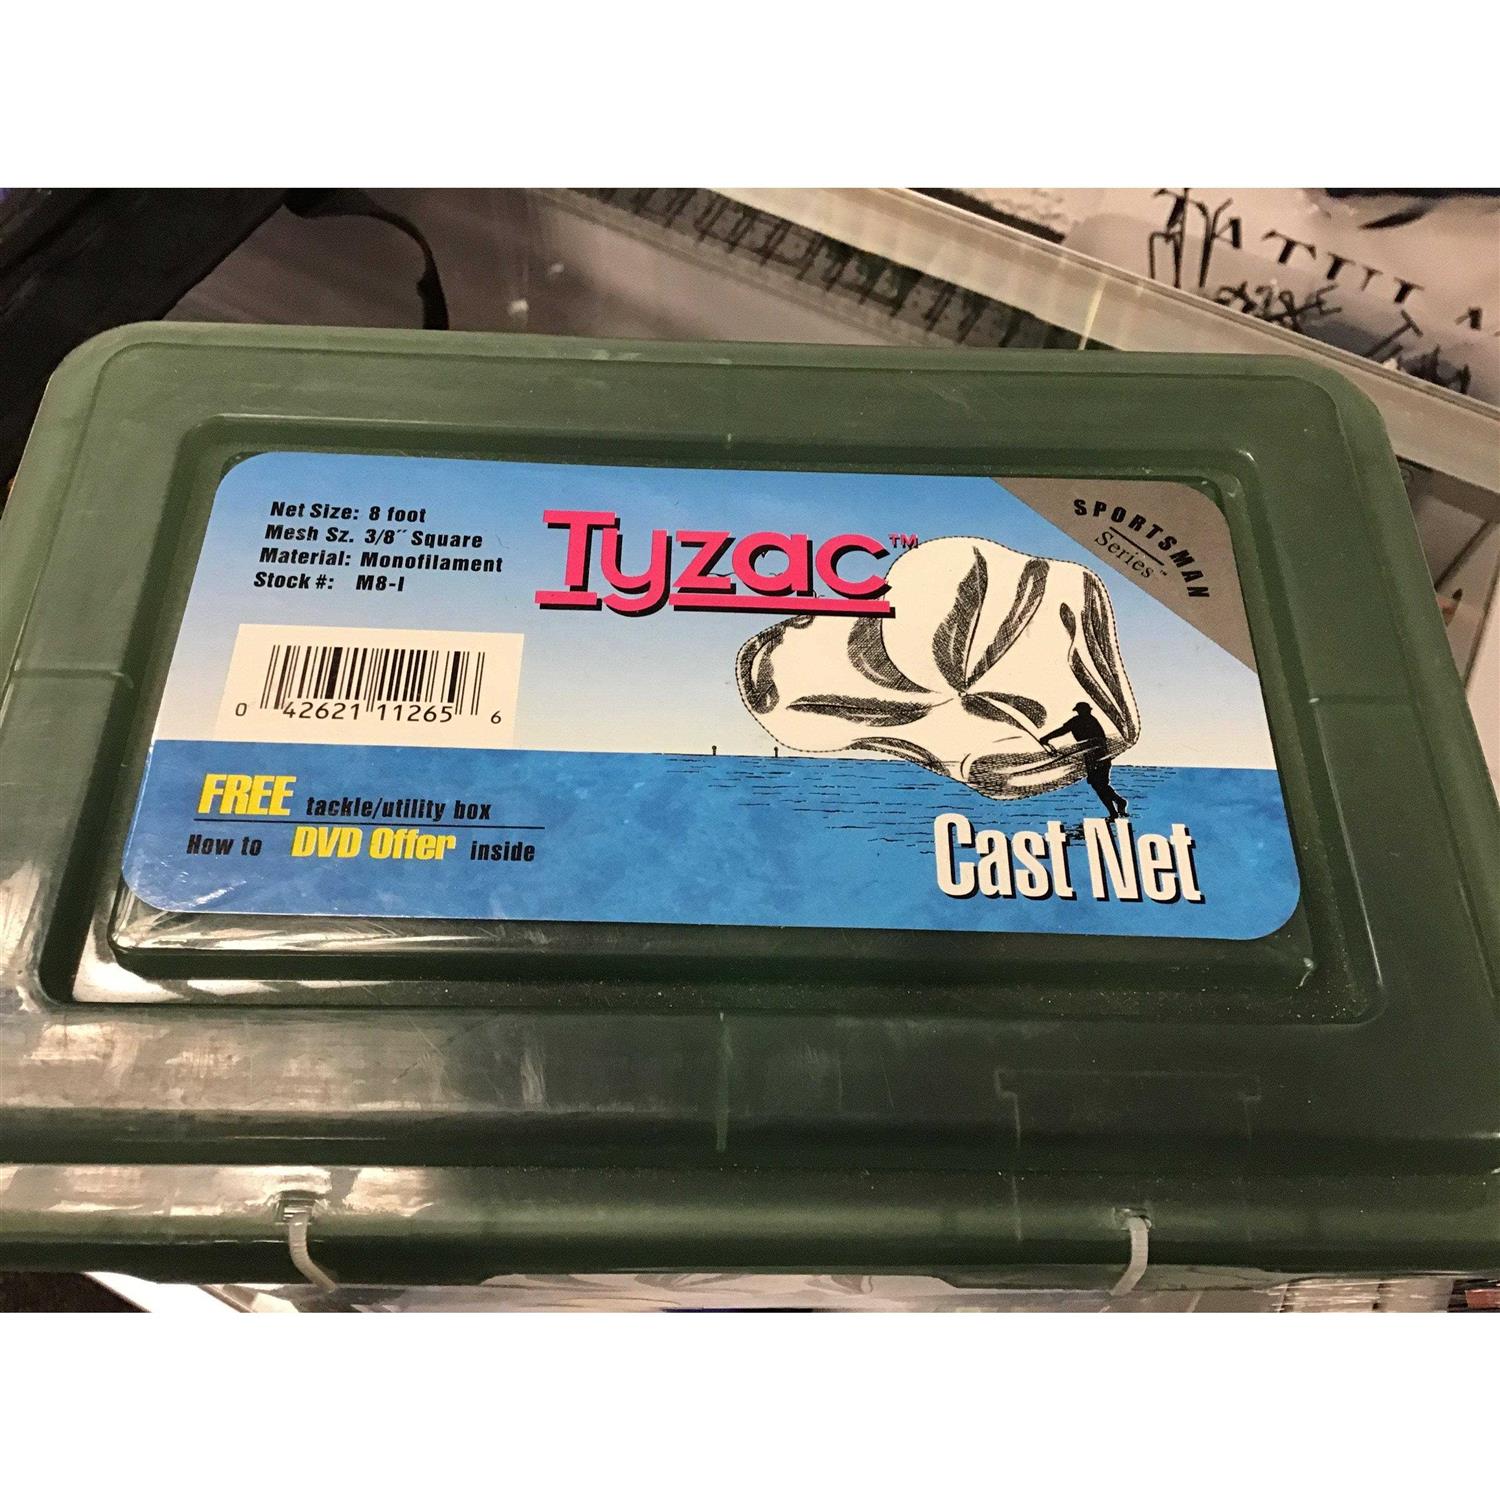 Net Size: 8 foot
Mesh Sz. 3/8" Square
Material: Monofilament
Stock #: M8-I
Tyzac™
SPORTSMAN
Series™
0 42621 11265 6
FREE tackle/utility box
How to DVD Offer inside
Cast Net